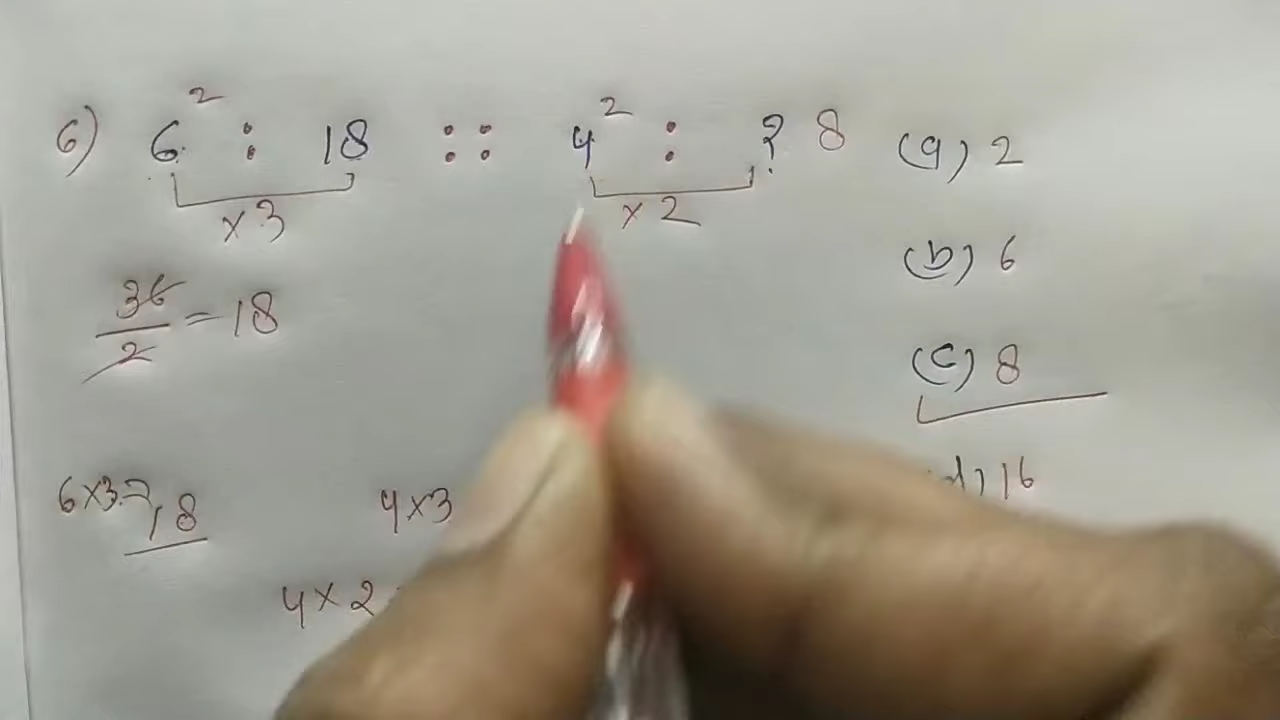 6) 6² : 18 :: 4² : ? 8
× 3 × 2
36/2 = 18
6×3=18
4×3
4×2
(a) 2
(b) 6
(c) 8
d) 16